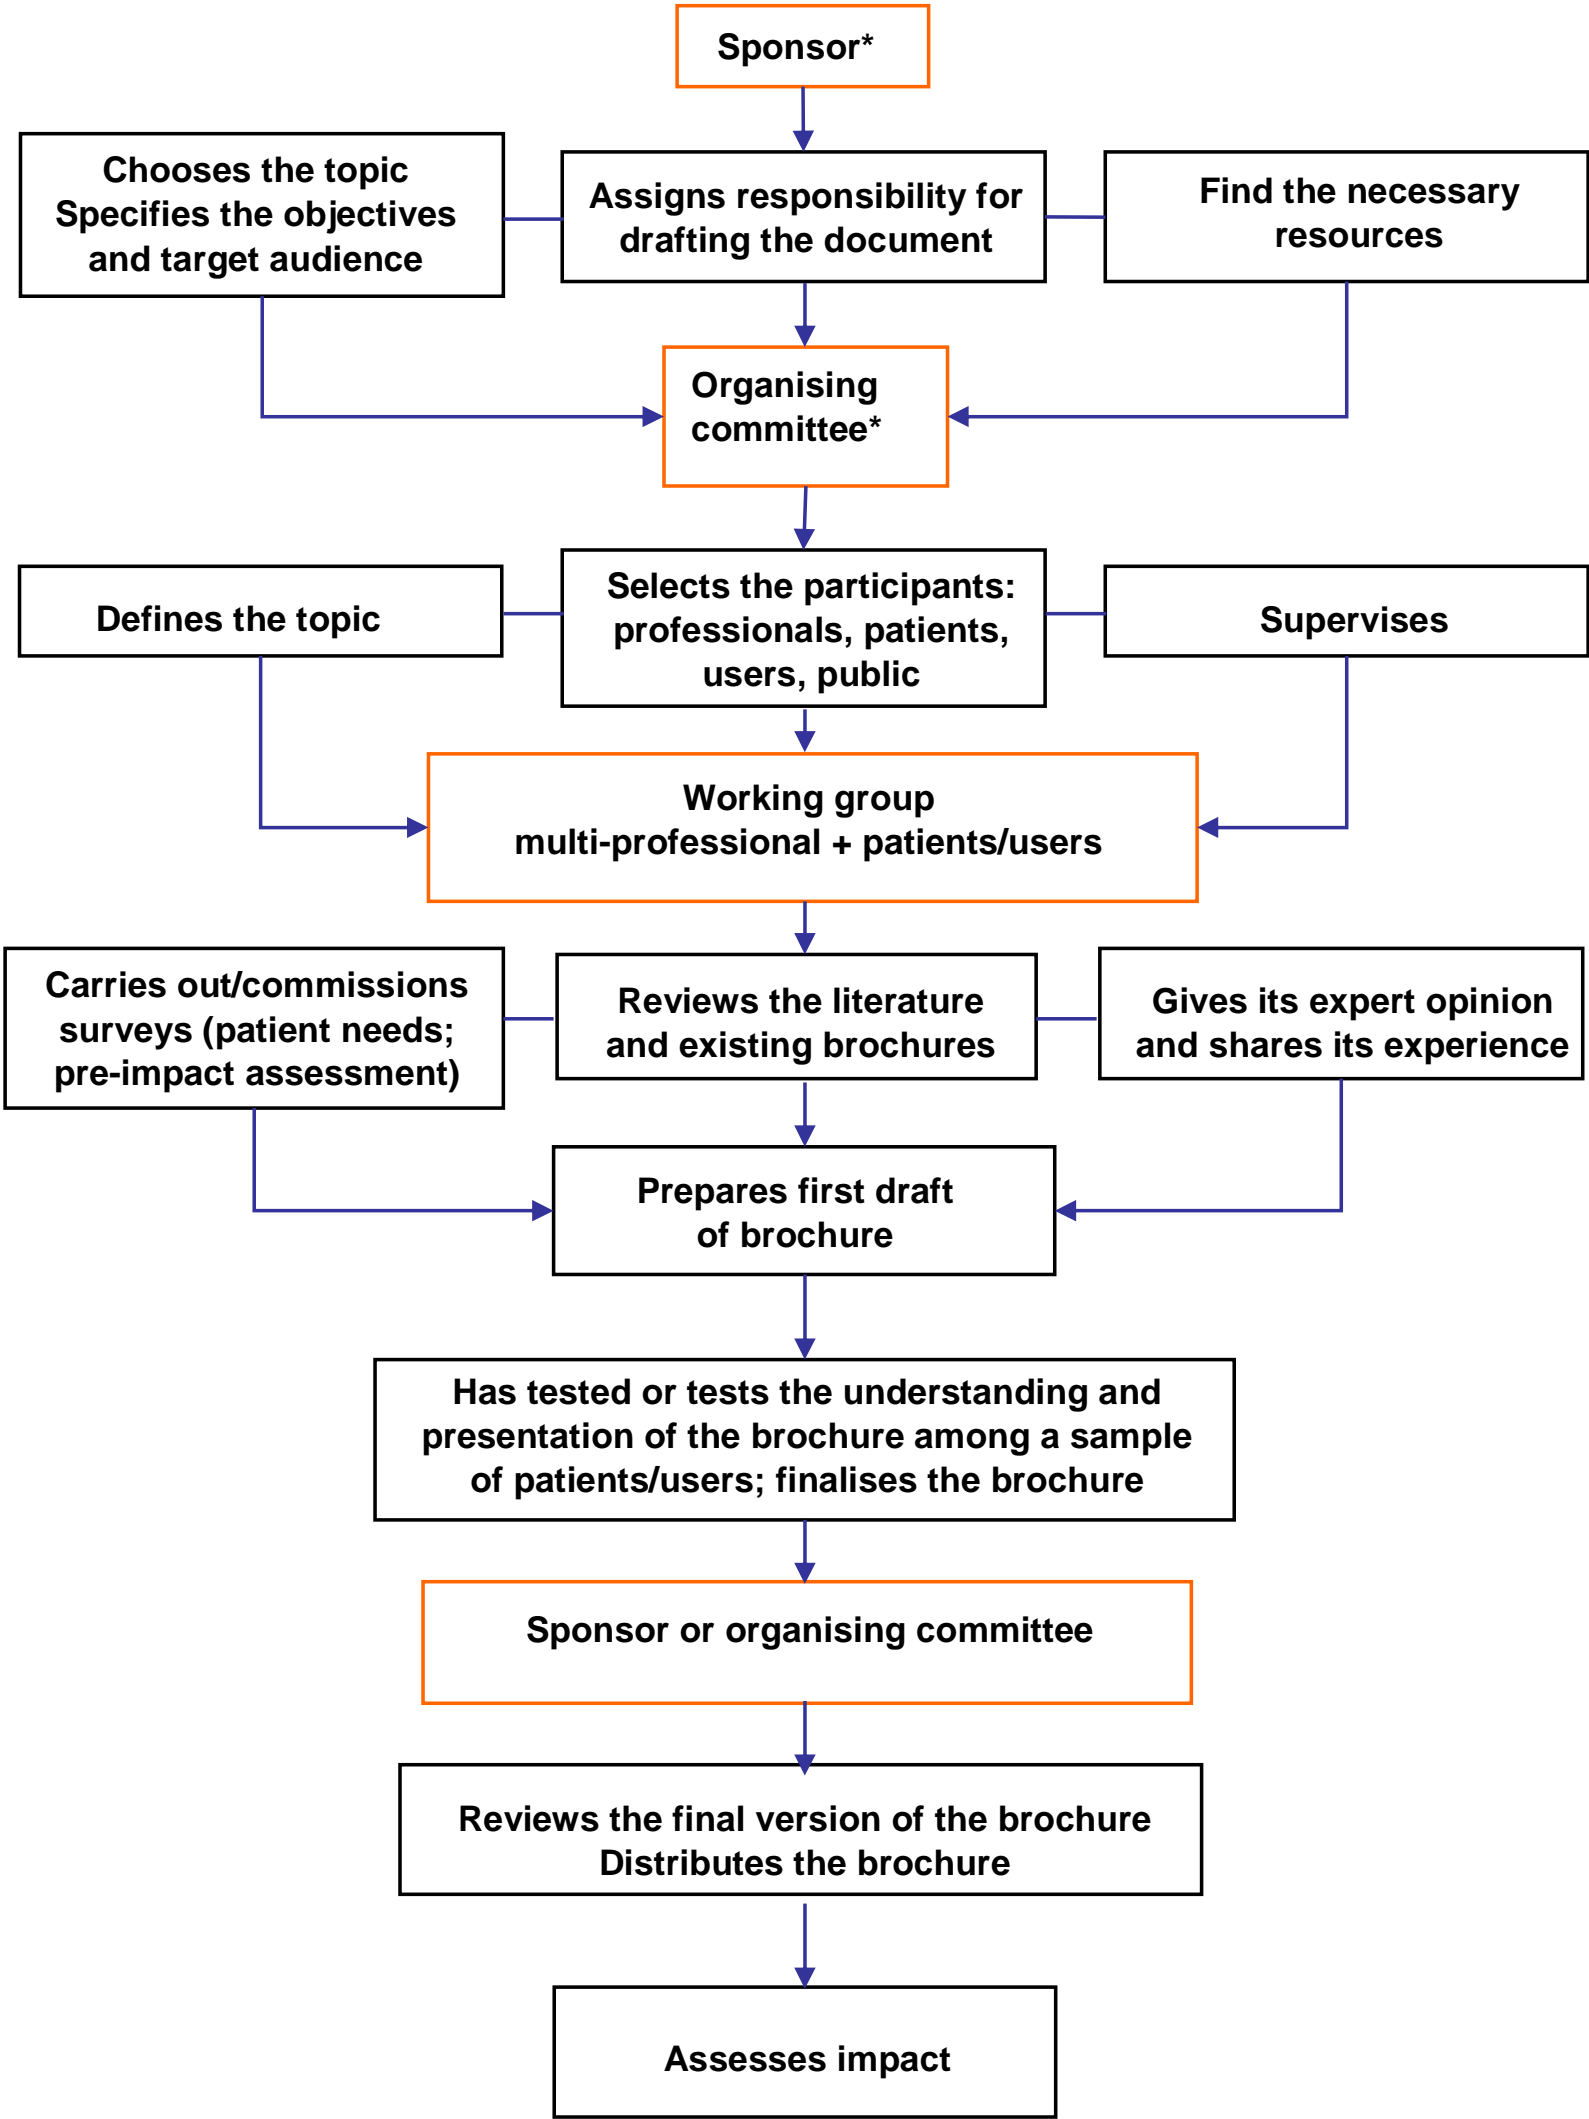 Sponsor*
Chooses the topic
Specifies the objectives
and target audience
Assigns responsibility for
drafting the document
Find the necessary
resources
Organising
committee*
Defines the topic
Selects the participants:
professionals, patients,
users, public
Supervises
Working group
multi-professional + patients/users
Carries out/commissions
surveys (patient needs;
pre-impact assessment)
Reviews the literature
and existing brochures
Gives its expert opinion
and shares its experience
Prepares first draft
of brochure
Has tested or tests the understanding and
presentation of the brochure among a sample
of patients/users; finalises the brochure
Sponsor or organising committee
Reviews the final version of the brochure
Distributes the brochure
Assesses impact